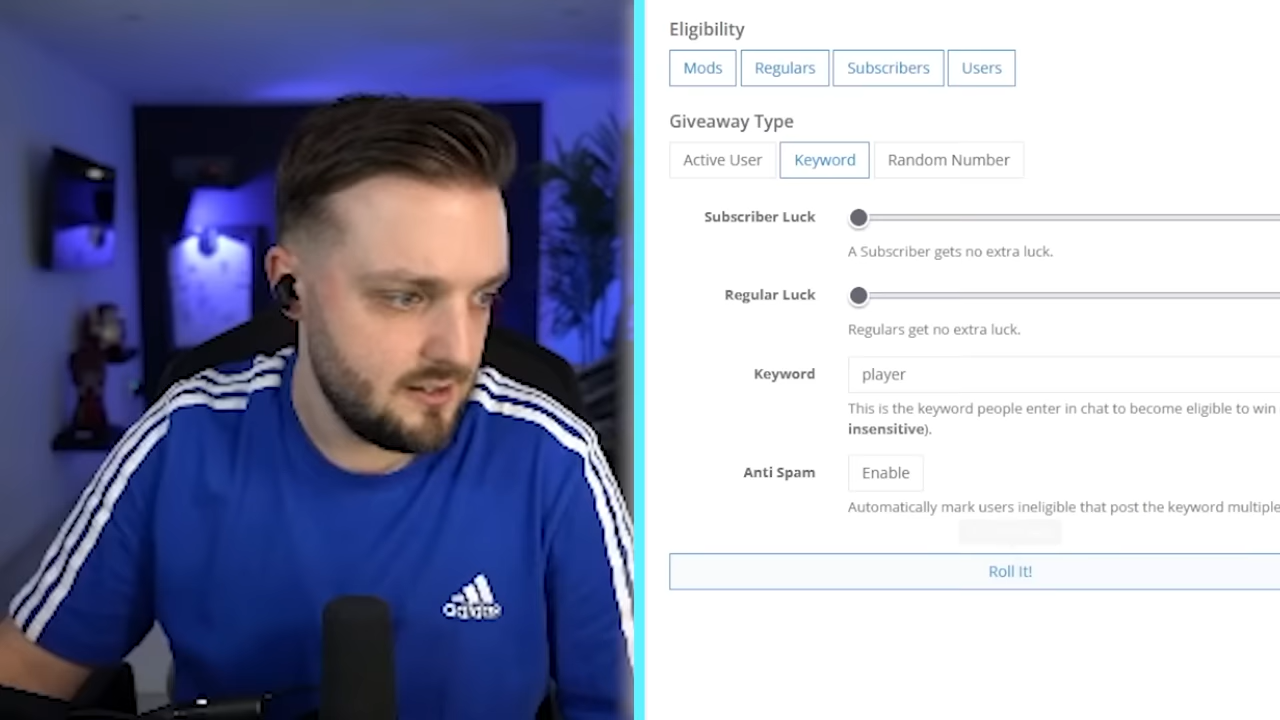 Eligibility
Mods Regulars Subscribers Users
Giveaway Type
Active User Keyword Random Number
Subscriber Luck
A Subscriber gets no extra luck.
Regular Luck
Regulars get no extra luck.
Keyword player
This is the keyword people enter in chat to become eligible to win
insensitive).
Anti Spam Enable
Automatically mark users ineligible that post the keyword multiple
Roll It!
adidas